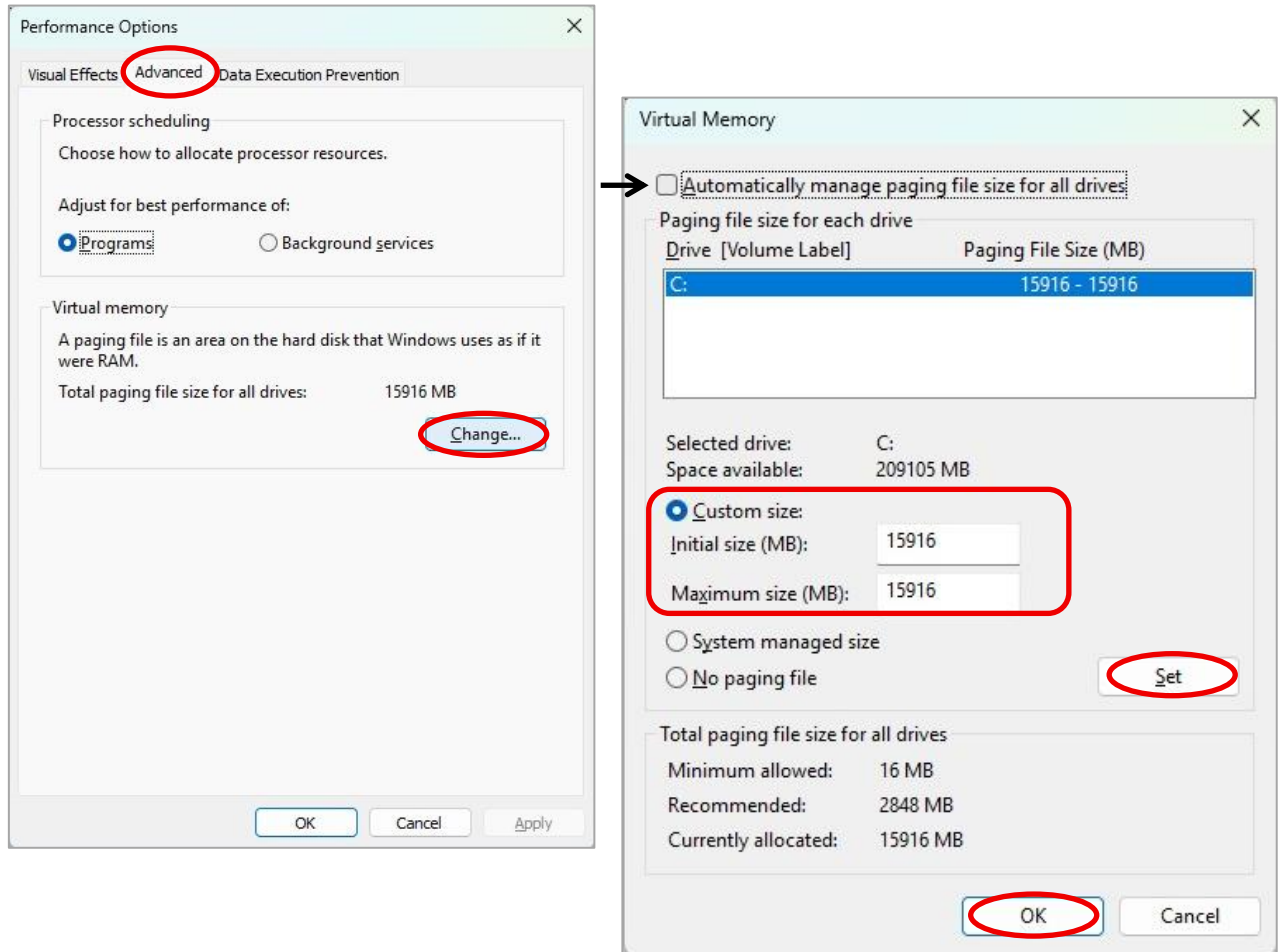 Performance Options
Visual Effects Advanced Data Execution Prevention
Processor scheduling
Choose how to allocate processor resources.
Adjust for best performance of:
Programs Background services
Virtual memory
A paging file is an area on the hard disk that Windows uses as if it
were RAM.
Total paging file size for all drives: 15916 MB
Change...
OK Cancel Apply
Virtual Memory
Automatically manage paging file size for all drives
Paging file size for each drive
Drive [Volume Label] Paging File Size (MB)
C: 15916 - 15916
Selected drive: C:
Space available: 209105 MB
Custom size:
Initial size (MB): 15916
Maximum size (MB): 15916
System managed size
No paging file Set
Total paging file size for all drives
Minimum allowed: 16 MB
Recommended: 2848 MB
Currently allocated: 15916 MB
OK Cancel